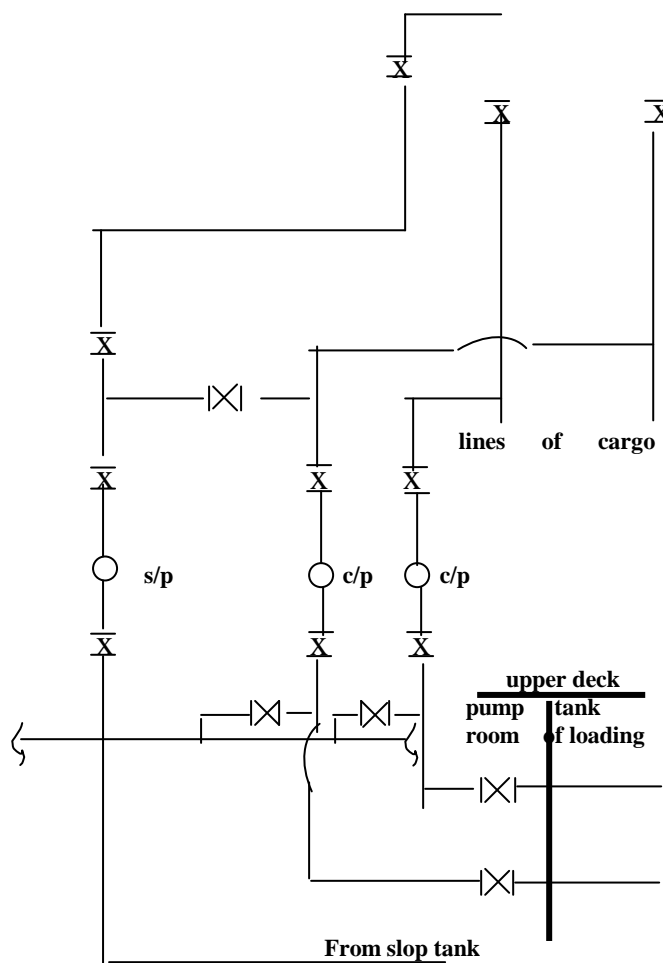 lines of cargo
s/p
c/p
c/p
upper deck
pump tank
room of loading
From slop tank